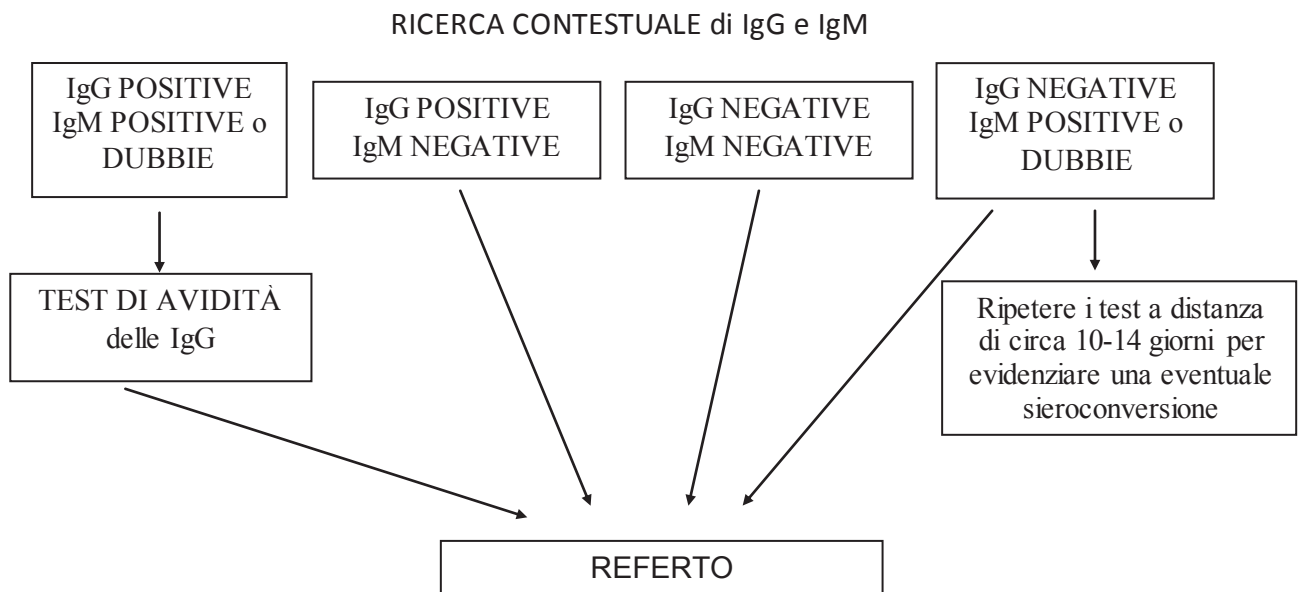 RICERCA CONTESTUALE di IgG e IgM
IgG POSITIVE
IgM POSITIVE o
DUBBIE
IgG POSITIVE
IgM NEGATIVE
IgG NEGATIVE
IgM NEGATIVE
IgG NEGATIVE
IgM POSITIVE o
DUBBIE
TEST DI AVIDITÀ
delle IgG
Ripetere i test a distanza
di circa 10-14 giorni per
evidenziare una eventuale
sieroconversione
REFERTO